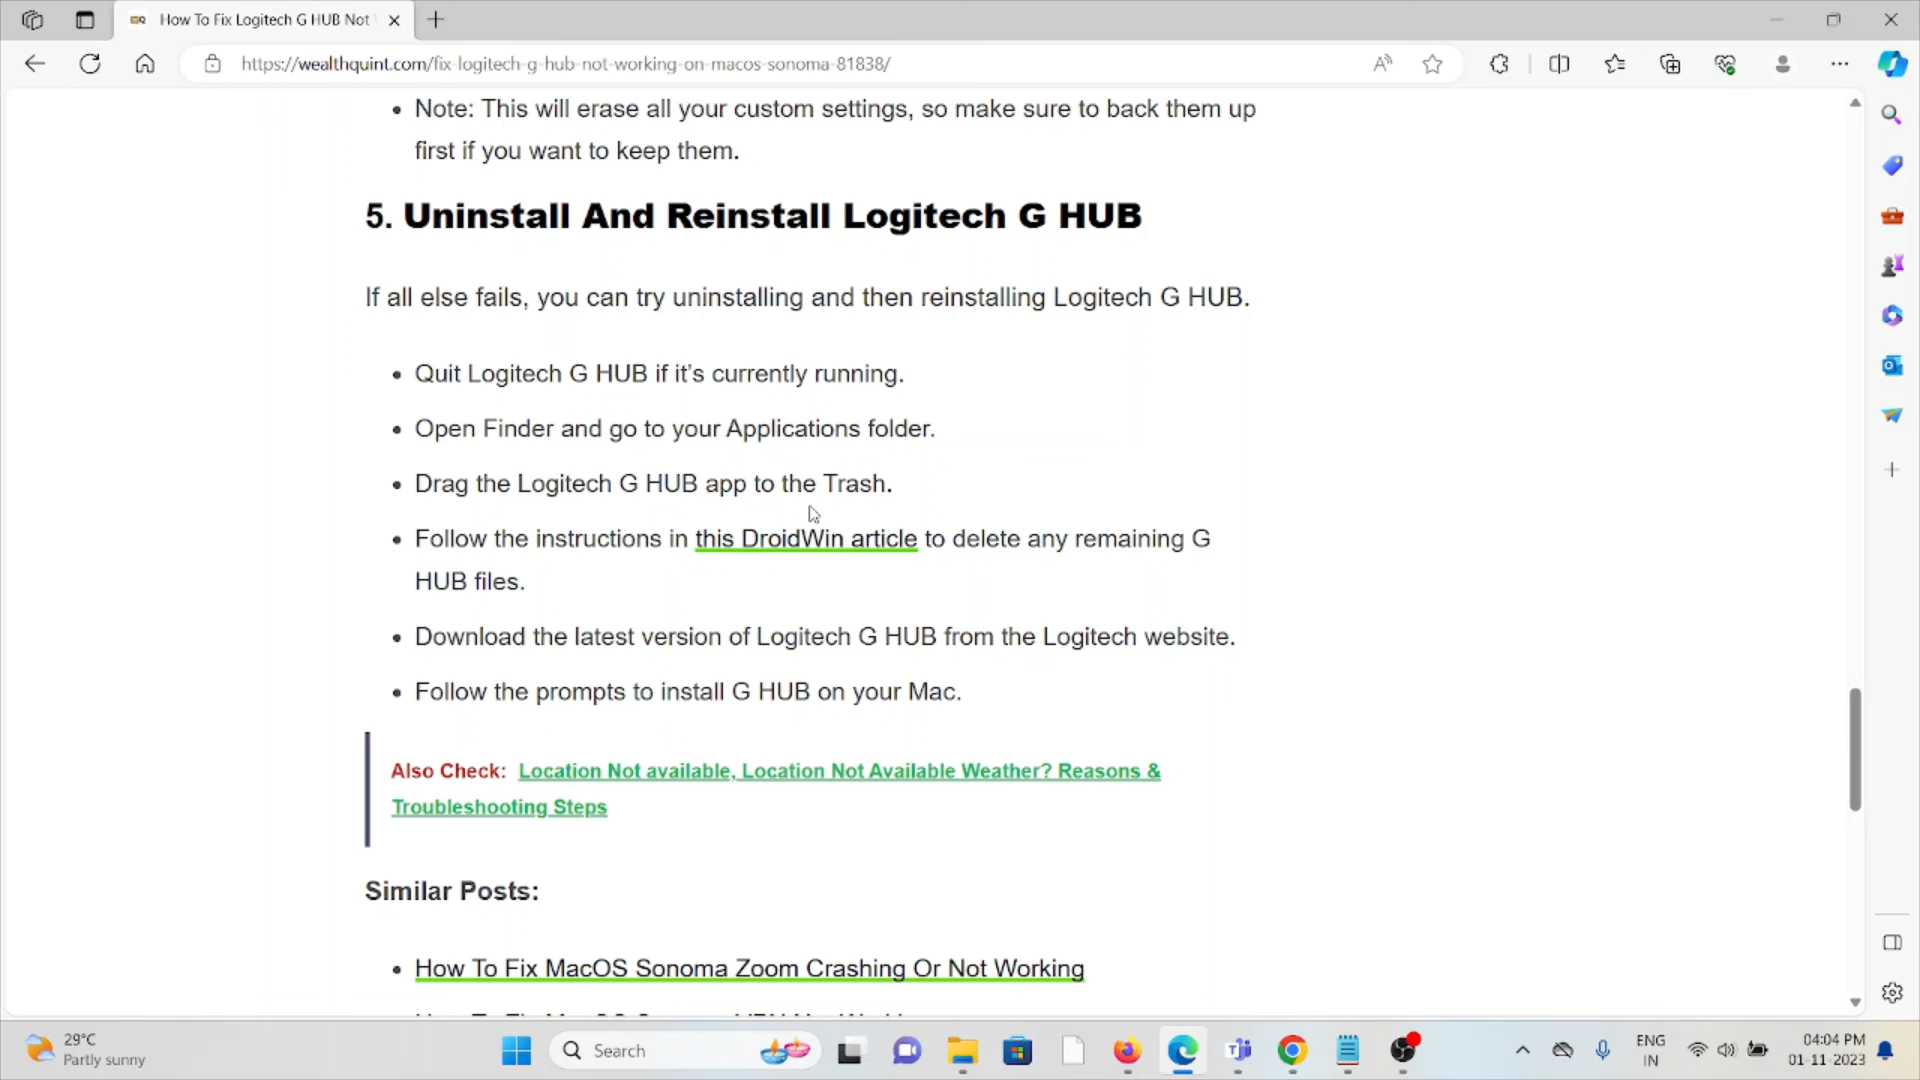 How To Fix Logitech G HUB Not
https://wealthquint.com/fix-logitech-g-hub-not-working-on-macos-sonoma-81838/
• Note: This will erase all your custom settings, so make sure to back them up
first if you want to keep them.
5. Uninstall And Reinstall Logitech G HUB
If all else fails, you can try uninstalling and then reinstalling Logitech G HUB.
• Quit Logitech G HUB if it’s currently running.
• Open Finder and go to your Applications folder.
• Drag the Logitech G HUB app to the Trash.
• Follow the instructions in this DroidWin article to delete any remaining G
HUB files.
• Download the latest version of Logitech G HUB from the Logitech website.
• Follow the prompts to install G HUB on your Mac.
Also Check: Location Not available, Location Not Available Weather? Reasons &
Troubleshooting Steps
Similar Posts:
• How To Fix MacOS Sonoma Zoom Crashing Or Not Working
29°C
Partly sunny
Search
ENG
IN
04:04 PM
01-11-2023